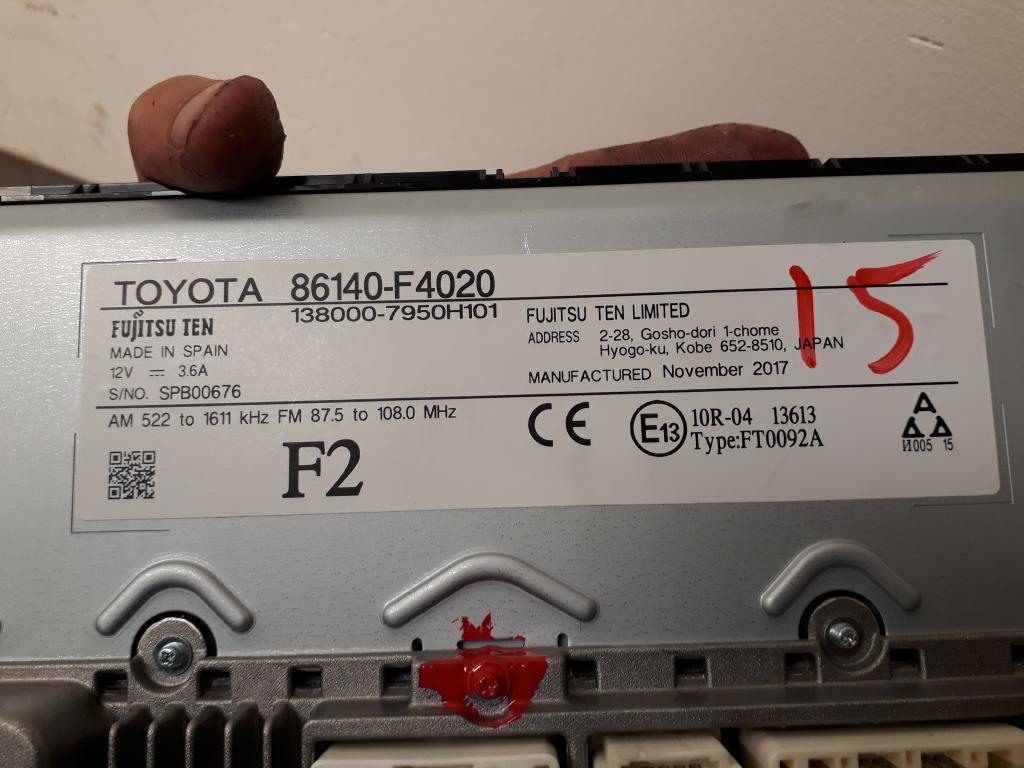 TOYOTA 86140-F4020
138000-7950H101
FUJITSU TEN
MADE IN SPAIN
12V ⎓ 3.6A
S/NO. SPB00676
FUJITSU TEN LIMITED
ADDRESS 2-28, Gosho-dori 1-chome
Hyogo-ku, Kobe 652-8510, JAPAN
MANUFACTURED November 2017
15
AM 522 to 1611 kHz FM 87.5 to 108.0 MHz
F2
CE
E13
10R-04 13613
Type:FT0092A
И005 15